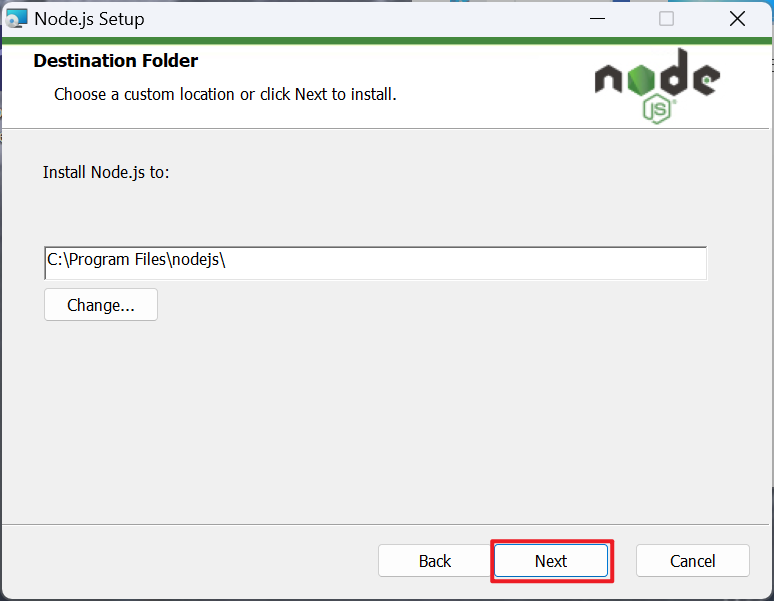 Node.js Setup
Destination Folder
Choose a custom location or click Next to install.
node
JS
Install Node.js to:
C:\Program Files\nodejs\
Change...
Back
Next
Cancel